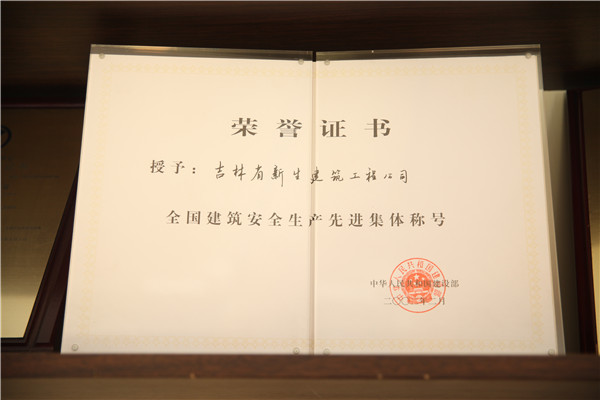 荣誉证书
授予：吉林省新生建筑工程公司
全国建筑安全生产先进集体称号
中华人民共和国建设部